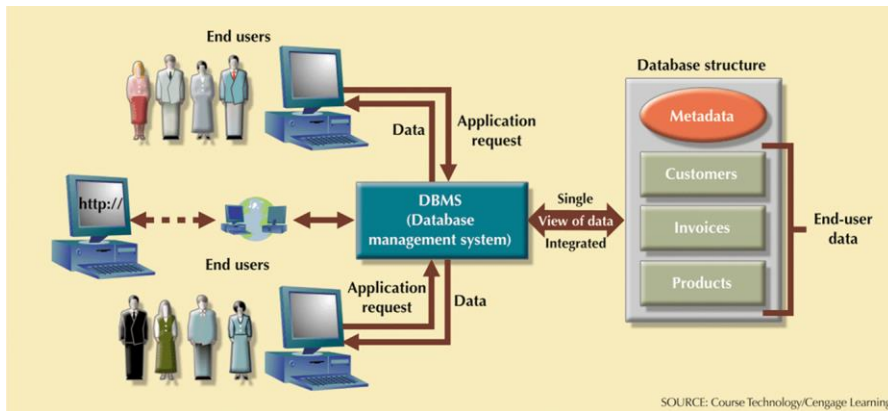 End users
Database structure
Metadata
Data
Application
request
Customers
http://
DBMS
(Database
management system)
Single
View of data
Integrated
Invoices
End-user
data
End users
Products
Application
request
Data
SOURCE: Course Technology/Cengage Learning